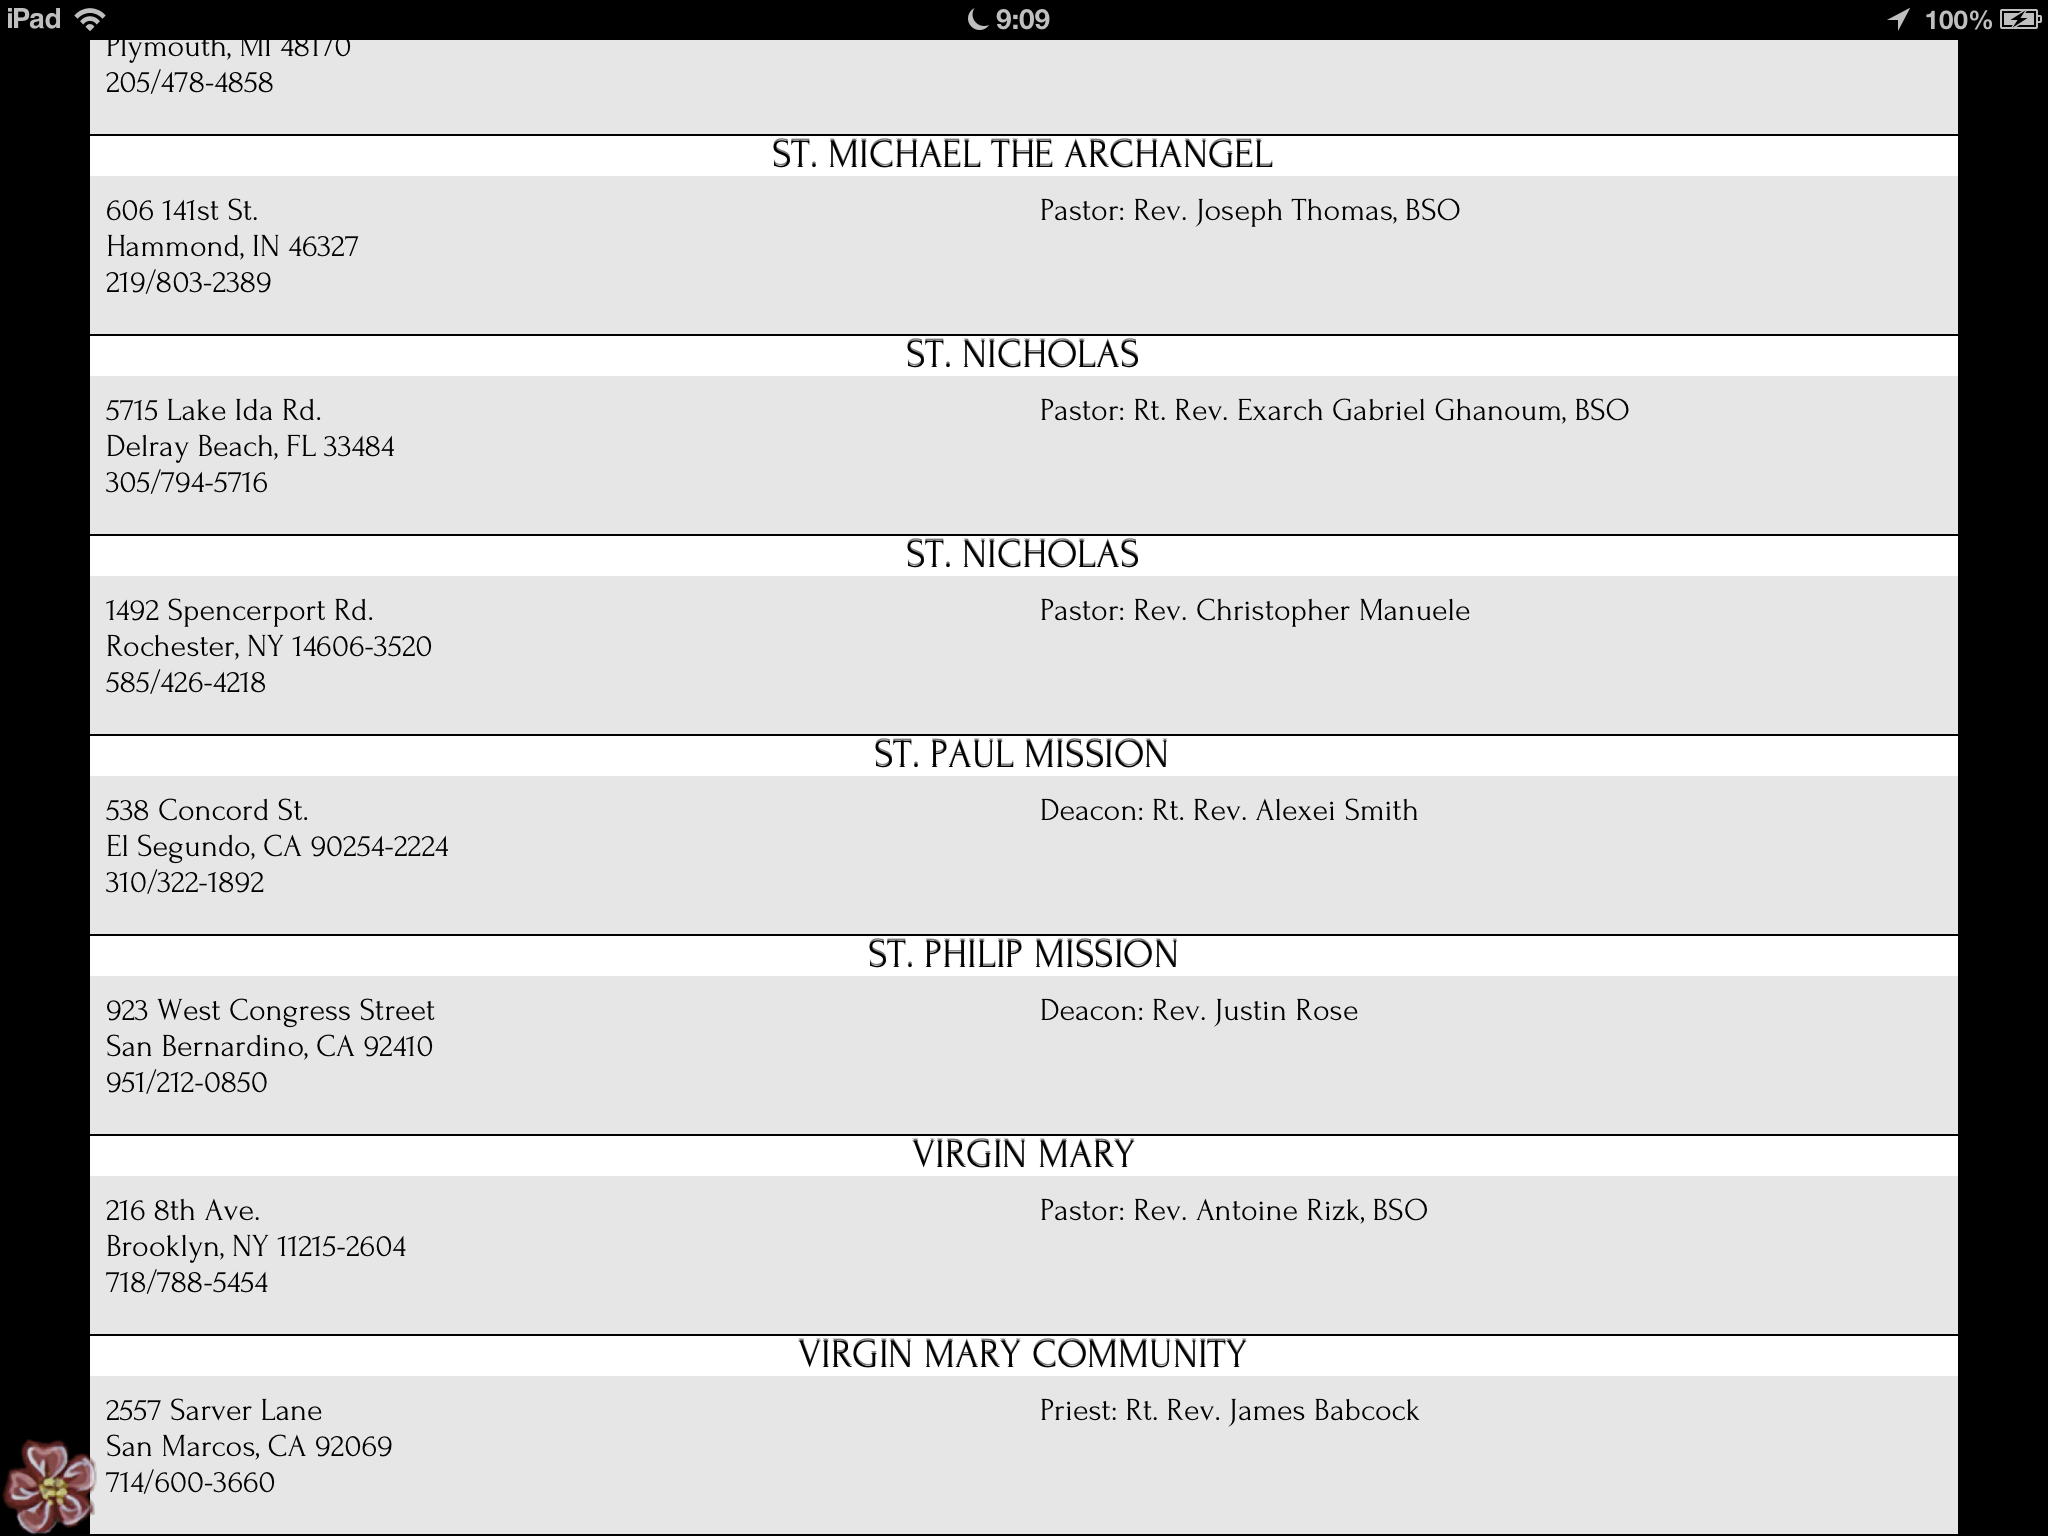 iPad 9:09 100%
Plymouth, MI 48170
205/478-4858
ST. MICHAEL THE ARCHANGEL
606 141st St.
Hammond, IN 46327
219/803-2389
Pastor: Rev. Joseph Thomas, BSO
ST. NICHOLAS
5715 Lake Ida Rd.
Delray Beach, FL 33484
305/794-5716
Pastor: Rt. Rev. Exarch Gabriel Ghanoum, BSO
ST. NICHOLAS
1492 Spencerport Rd.
Rochester, NY 14606-3520
585/426-4218
Pastor: Rev. Christopher Manuele
ST. PAUL MISSION
538 Concord St.
El Segundo, CA 90254-2224
310/322-1892
Deacon: Rt. Rev. Alexei Smith
ST. PHILIP MISSION
923 West Congress Street
San Bernardino, CA 92410
951/212-0850
Deacon: Rev. Justin Rose
VIRGIN MARY
216 8th Ave.
Brooklyn, NY 11215-2604
718/788-5454
Pastor: Rev. Antoine Rizk, BSO
VIRGIN MARY COMMUNITY
2557 Sarver Lane
San Marcos, CA 92069
714/600-3660
Priest: Rt. Rev. James Babcock